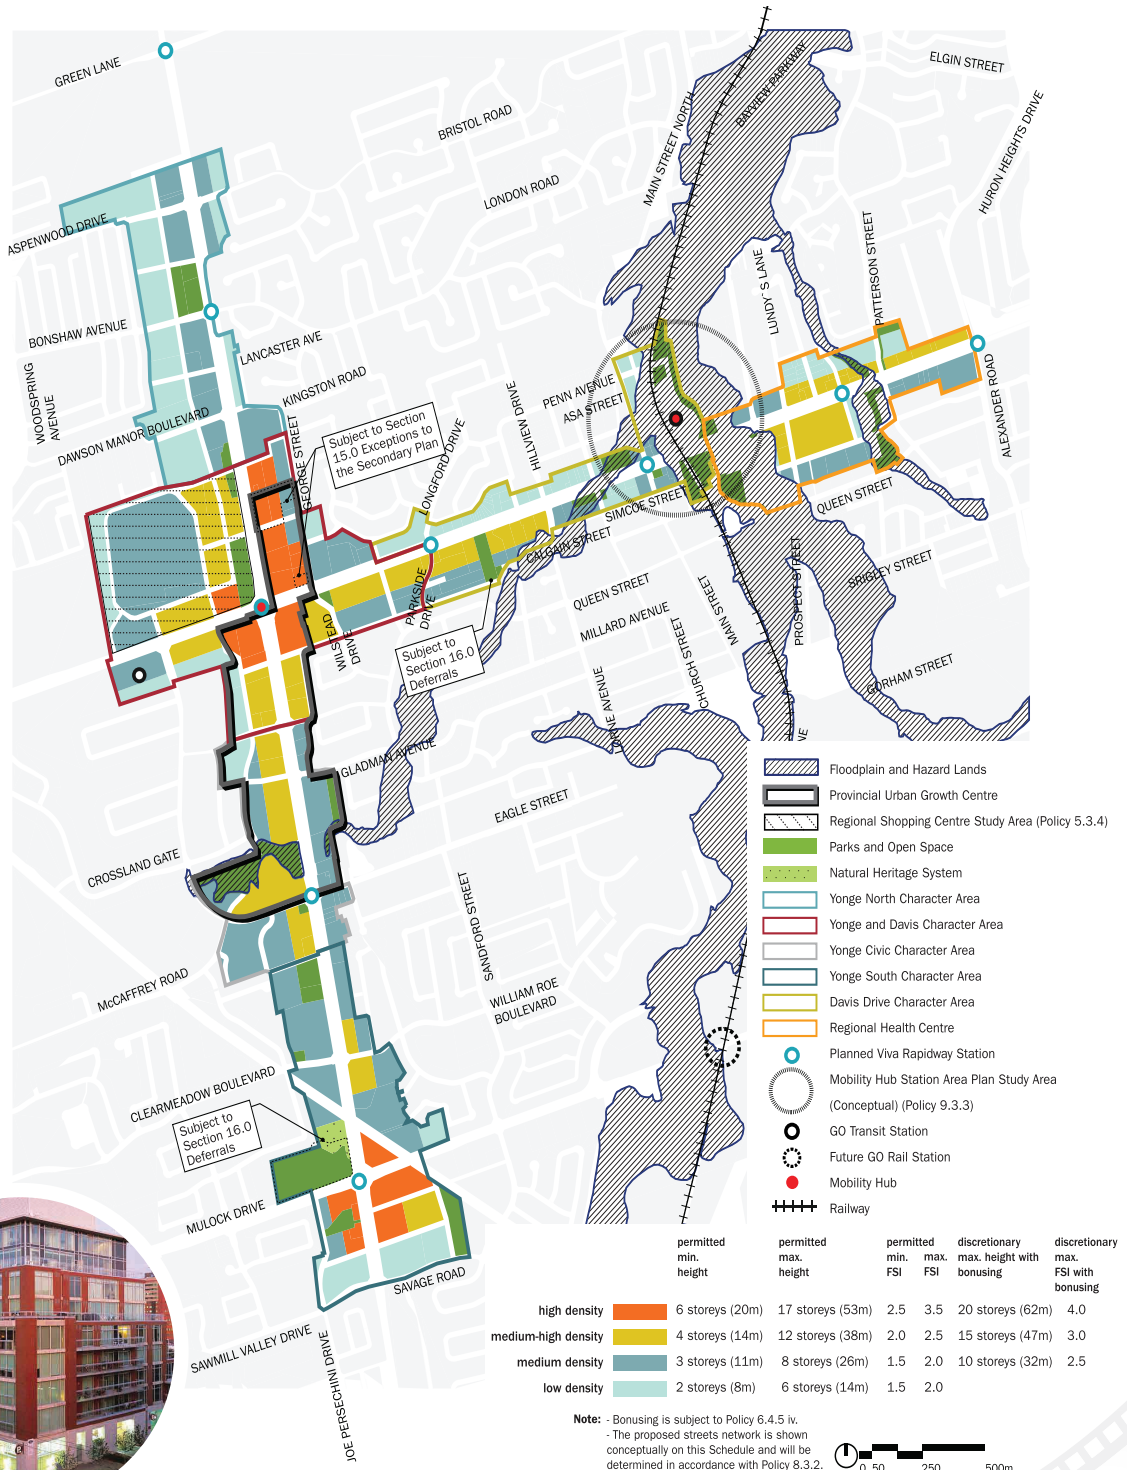 GREEN LANE
ELGIN STREET
BAYVIEW PARKWAY
MAIN STREET NORTH
HURON HEIGHTS DRIVE
BRISTOL ROAD
LONDON ROAD
ASPENWOOD DRIVE
PATTERSON STREET
LUNDY'S LANE
BONSHAW AVENUE
LANCASTER AVE
KINGSTON ROAD
WOODSPRING
AVENUE
DAWSON MANOR BOULEVARD
GEORGE STREET
Subject to Section
15.0 Exceptions to
the Secondary Plan
LONGFORD DRIVE
HILLVIEW DRIVE
PENN AVENUE
ASA STREET
ALEXANDER ROAD
SIMCOE STREET
QUEEN STREET
CALGAIN STREET
PARKSIDE
DRIVE
WILSTEAD
DRIVE
Subject to
Section 16.0
Deferrals
QUEEN STREET
MILLARD AVENUE
MAIN STREET
CHURCH STREET
LORNE AVENUE
PROSPECT STREET
SRIGLEY STREET
GORHAM STREET
VE
GLADMAN AVENUE
EAGLE STREET
CROSSLAND GATE
SANDFORD STREET
McCAFFREY ROAD
WILLIAM ROE
BOULEVARD
CLEARMEADOW BOULEVARD
Subject to
Section 16.0
Deferrals
MULOCK DRIVE
SAVAGE ROAD
SAWMILL VALLEY DRIVE
JOE PERSECHINI DRIVE
Floodplain and Hazard Lands
Provincial Urban Growth Centre
Regional Shopping Centre Study Area (Policy 5.3.4)
Parks and Open Space
Natural Heritage System
Yonge North Character Area
Yonge and Davis Character Area
Yonge Civic Character Area
Yonge South Character Area
Davis Drive Character Area
Regional Health Centre
Planned Viva Rapidway Station
Mobility Hub Station Area Plan Study Area
(Conceptual) (Policy 9.3.3)
GO Transit Station
Future GO Rail Station
Mobility Hub
Railway
permitted min. height permitted max. height permitted min. FSI max. FSI discretionary max. height with bonusing discretionary max. FSI with bonusing
high density 6 storeys (20m) 17 storeys (53m) 2.5 3.5 20 storeys (62m) 4.0
medium-high density 4 storeys (14m) 12 storeys (38m) 2.0 2.5 15 storeys (47m) 3.0
medium density 3 storeys (11m) 8 storeys (26m) 1.5 2.0 10 storeys (32m) 2.5
low density 2 storeys (8m) 6 storeys (14m) 1.5 2.0
Note: - Bonusing is subject to Policy 6.4.5 iv.
- The proposed streets network is shown
conceptually on this Schedule and will be
determined in accordance with Policy 8.3.2.
0 50 250 500m